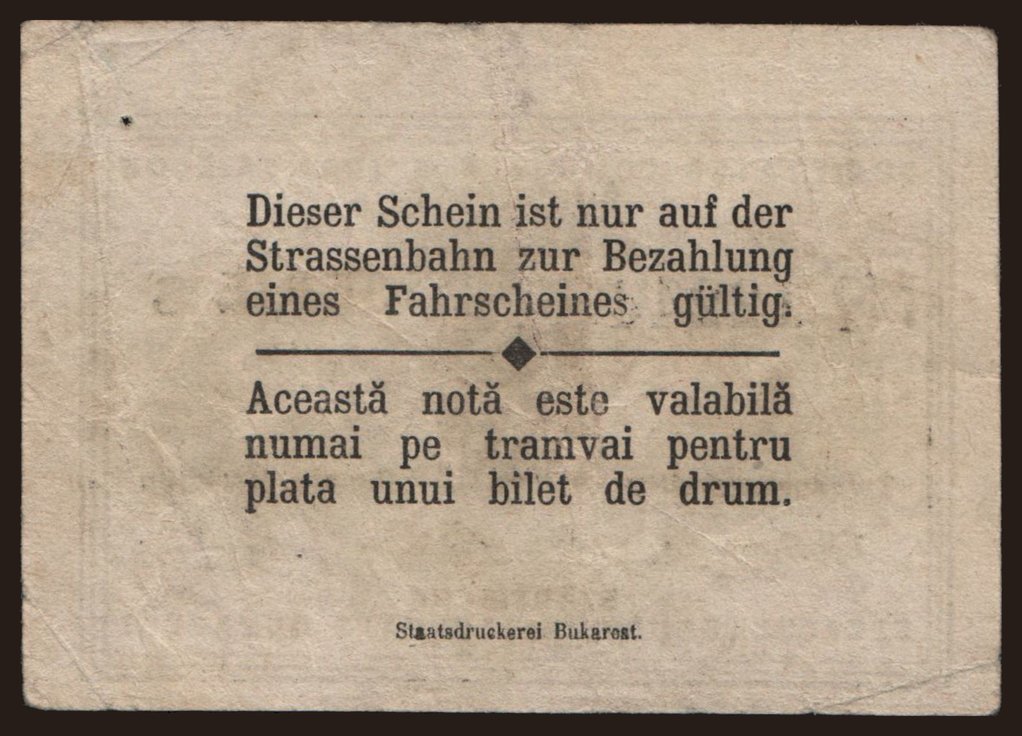 Dieser Schein ist nur auf der
Strassenbahn zur Bezahlung
eines Fahrscheines gültig.
Această notă este valabilă
numai pe tramvai pentru
plata unui bilet de drum.
Staatsdruckerei Bukarest.